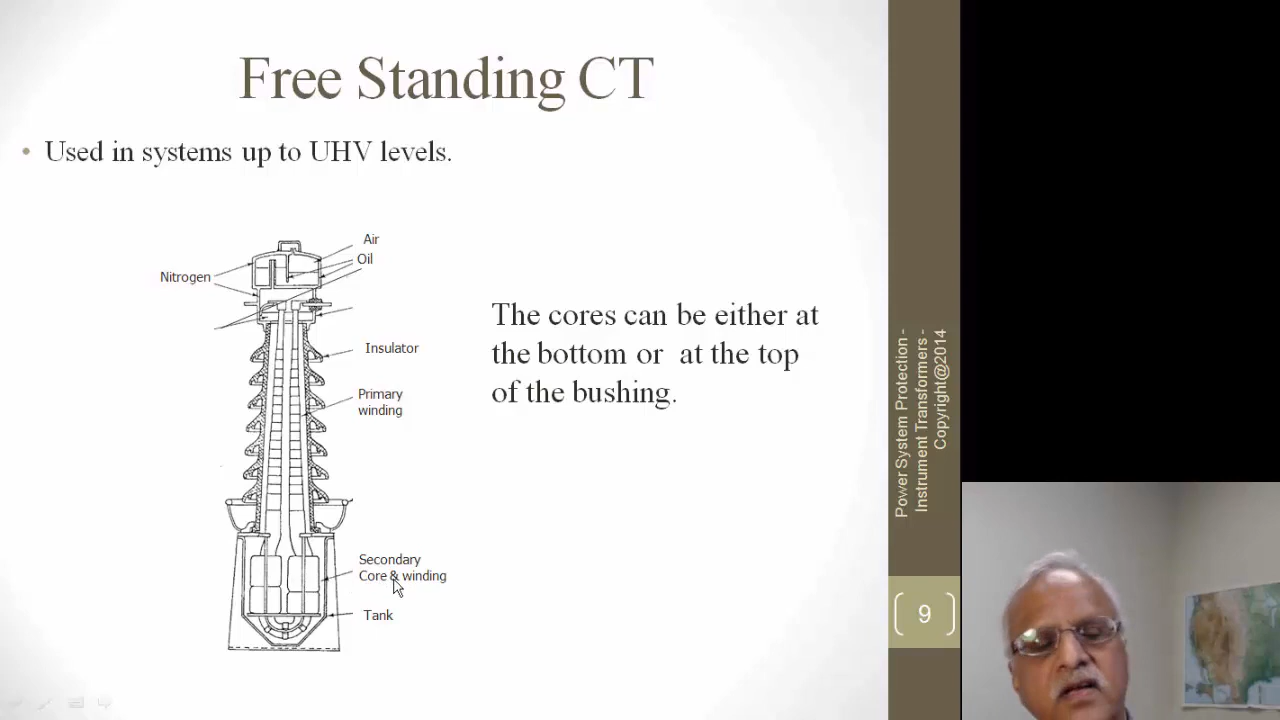 Free Standing CT
• Used in systems up to UHV levels.
Air
Oil
Nitrogen
Insulator
Primary
winding
Secondary
Core & winding
Tank
The cores can be either at
the bottom or at the top
of the bushing.
Power System Protection -
Instrument Transformers -
Copyright@2014
9